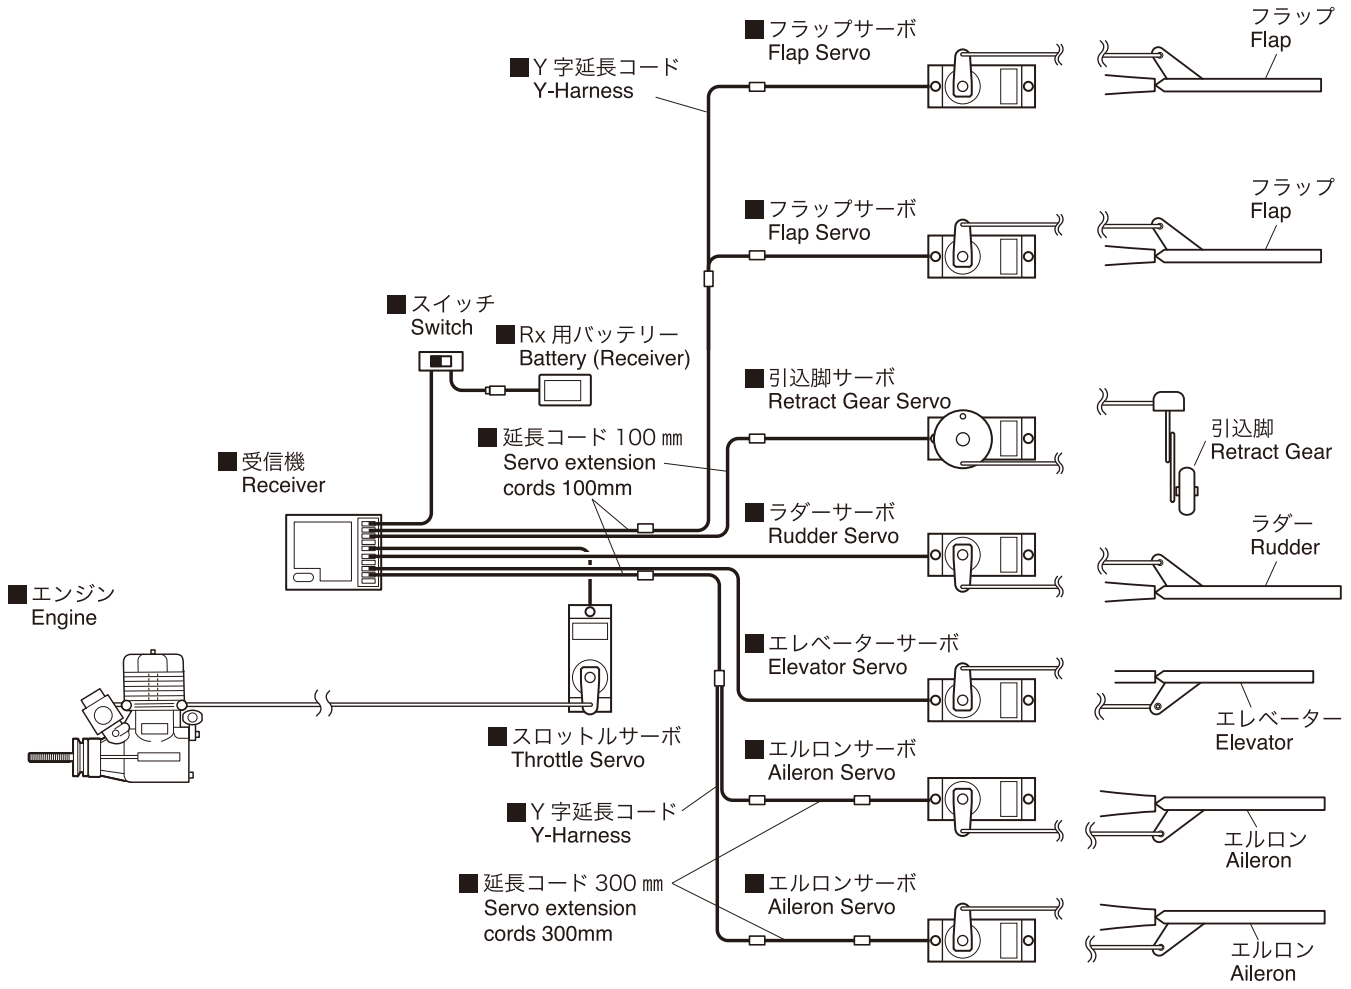 ■フラップサーボ
Flap Servo
フラップ
Flap
■Y 字延長コード
Y-Harness
■フラップサーボ
Flap Servo
フラップ
Flap
■スイッチ
Switch
■Rx 用バッテリー
Battery (Receiver)
■引込脚サーボ
Retract Gear Servo
引込脚
Retract Gear
■延長コード 100 ㎜
Servo extension
cords 100mm
■受信機
Receiver
■ラダーサーボ
Rudder Servo
ラダー
Rudder
■エンジン
Engine
■エレベーターサーボ
Elevator Servo
エレベーター
Elevator
■スロットルサーボ
Throttle Servo
■エルロンサーボ
Aileron Servo
エルロン
Aileron
■Y 字延長コード
Y-Harness
■延長コード 300 ㎜
Servo extension
cords 300mm
■エルロンサーボ
Aileron Servo
エルロン
Aileron